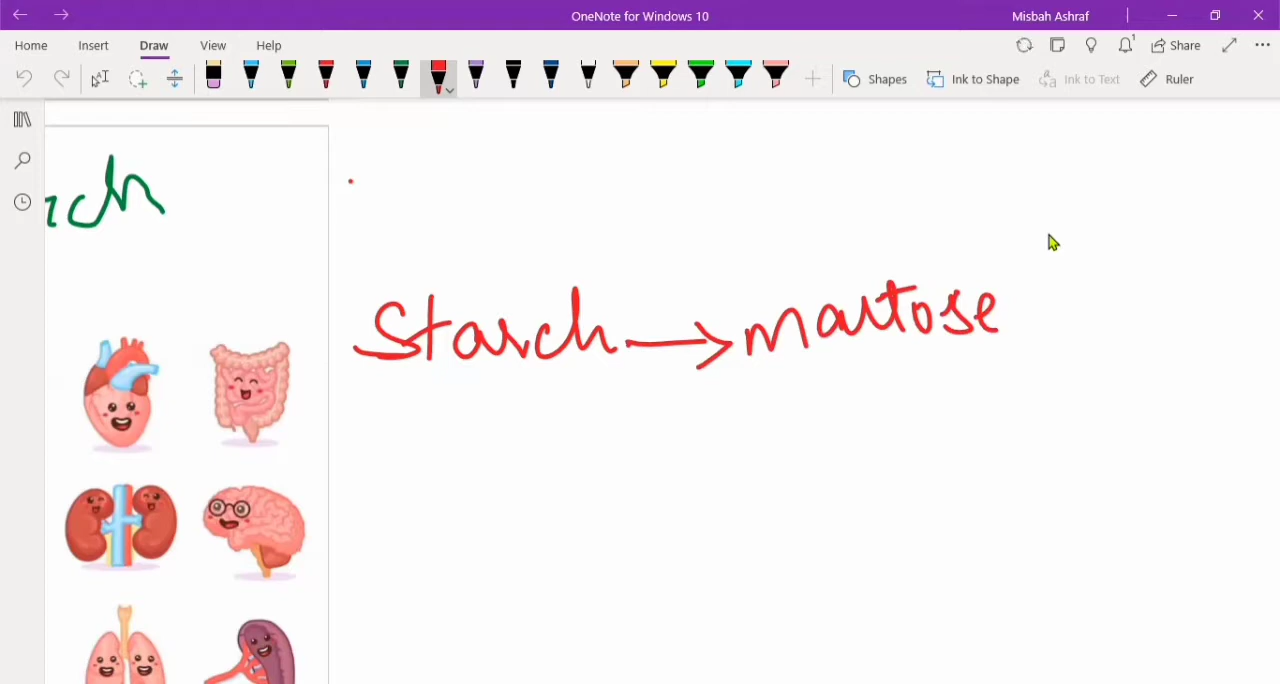 OneNote for Windows 10
Misbah Ashraf
Home Insert Draw View Help
Share
Shapes Ink to Shape Ink to Text Ruler
ch
Starch → maltose